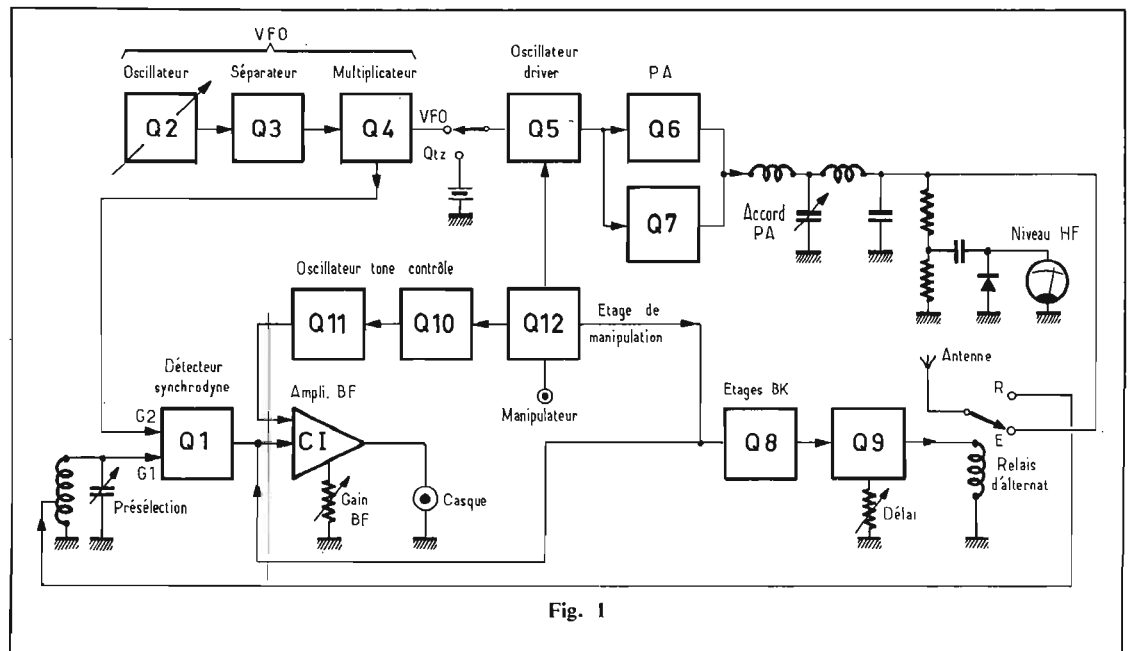 VFO
Oscillateur
Séparateur
Multiplicateur
Oscillateur
driver
PA
Q2
Q3
Q4
VFO
Qtz
Q5
Q6
Q7
Accord
PA
Niveau HF
Oscillateur tone contrôle
Q11
Q10
Q12
Etage de
manipulation
Manipulateur
Antenne
R
E
Relais
d'alternat
Détecteur
synchrodyne
G2
G1
Q1
Ampli. BF
CI
Gain
BF
Casque
Présélection
Etages BK
Q8
Q9
Délai
Fig. 1